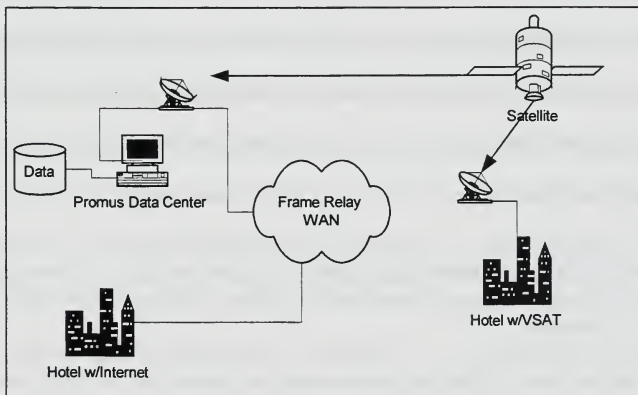 Satellite
Data
Promus Data Center
Frame Relay
WAN
Hotel w/VSAT
Hotel w/Internet